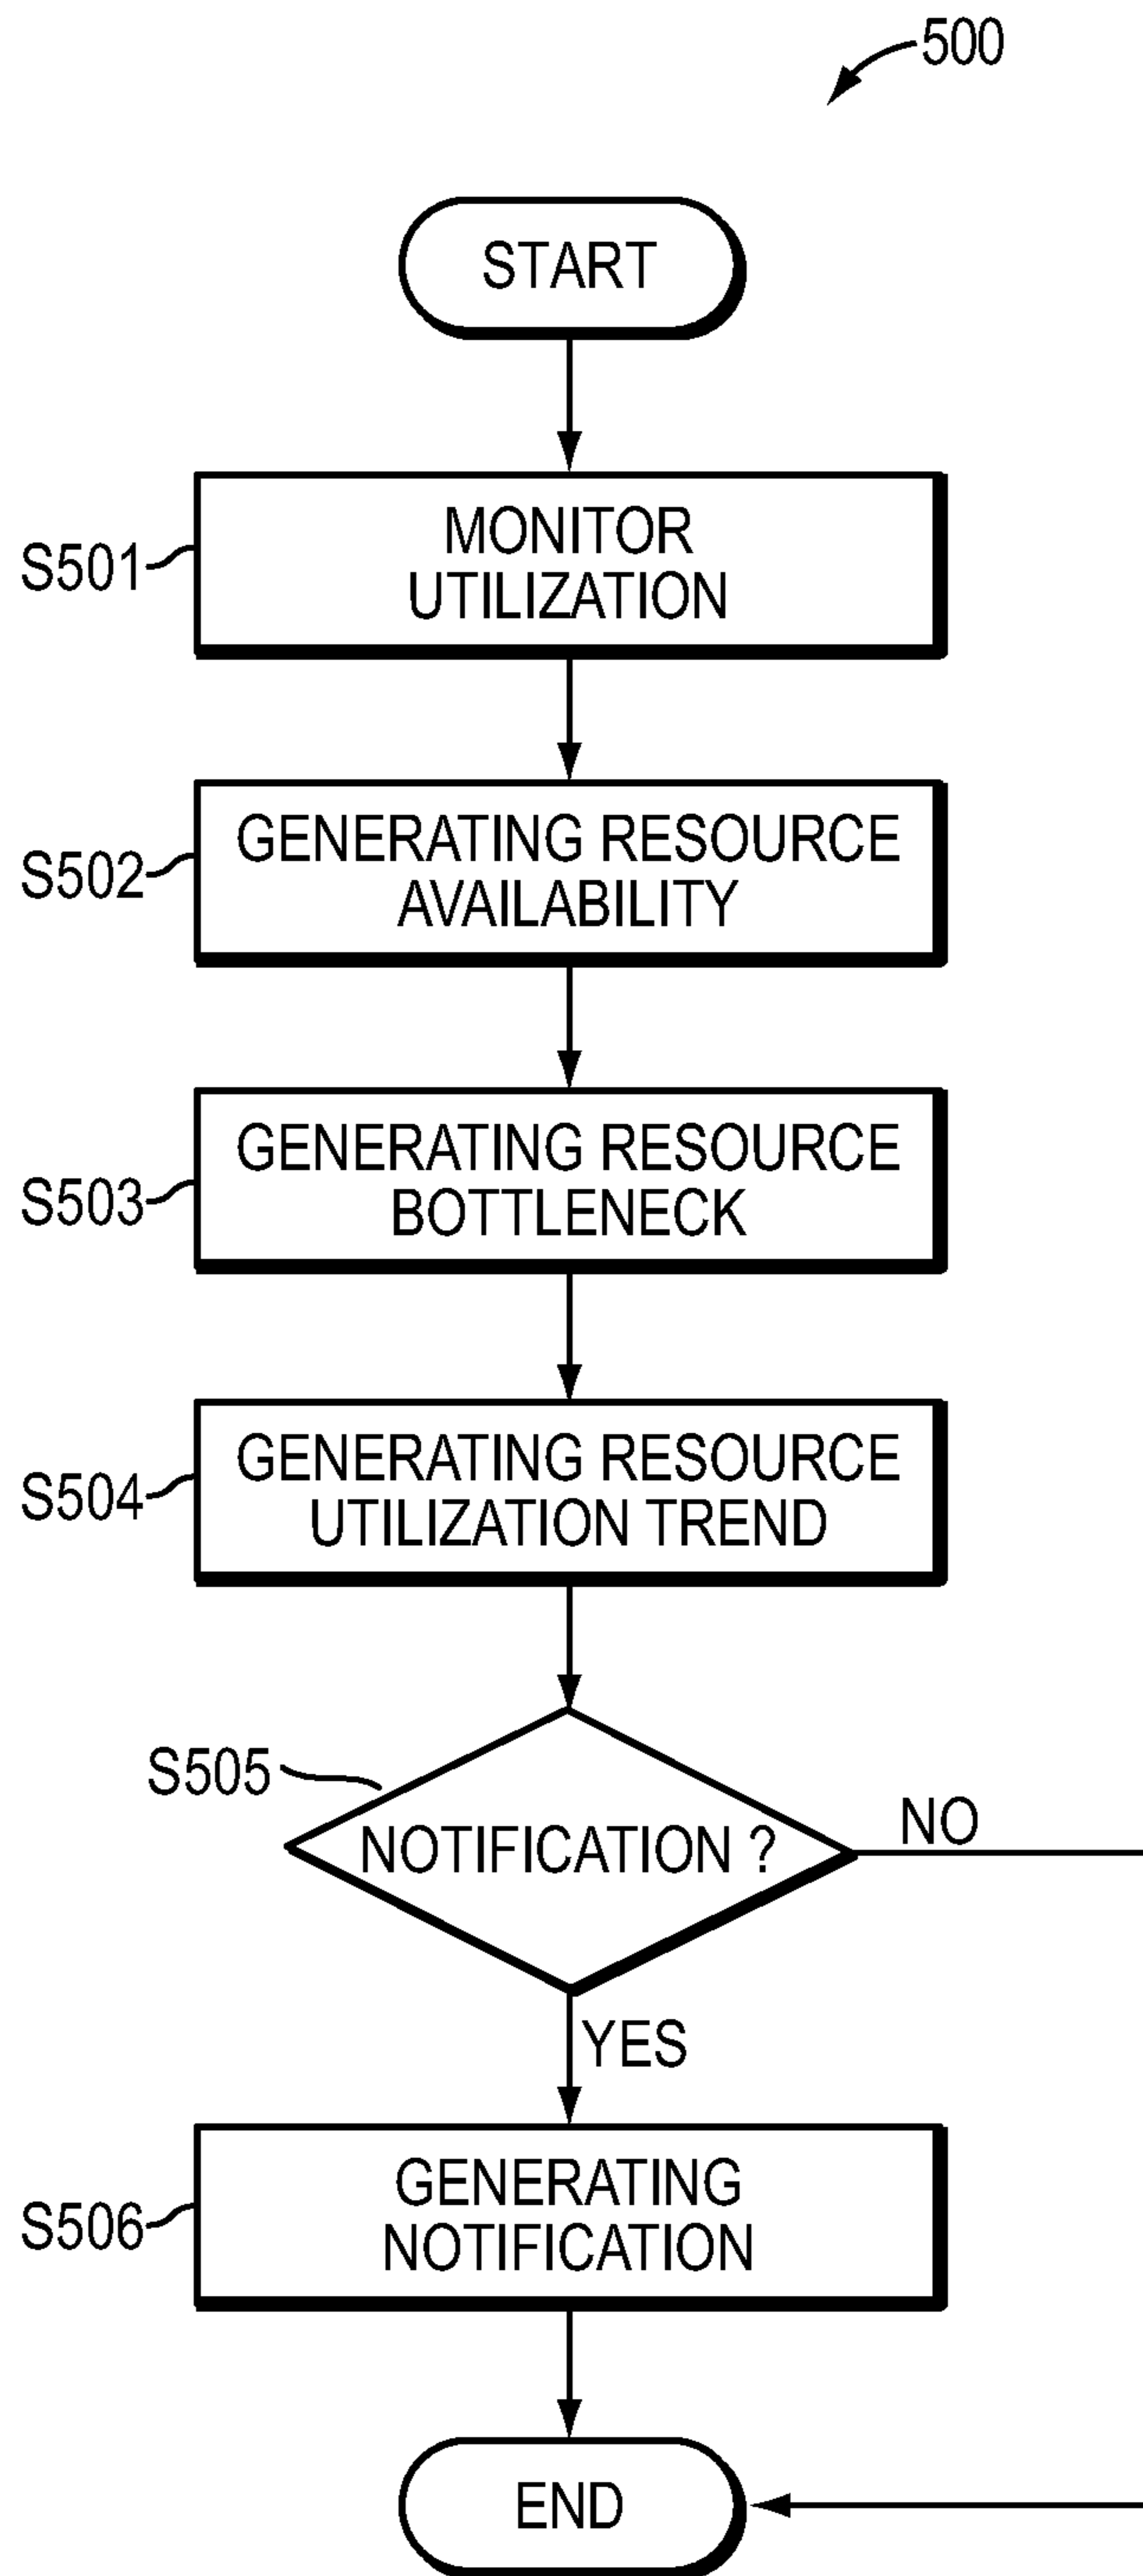 500
START
S501
MONITOR
UTILIZATION
S502
GENERATING RESOURCE
AVAILABILITY
S503
GENERATING RESOURCE
BOTTLENECK
S504
GENERATING RESOURCE
UTILIZATION TREND
S505
NOTIFICATION ?
NO
YES
S506
GENERATING
NOTIFICATION
END